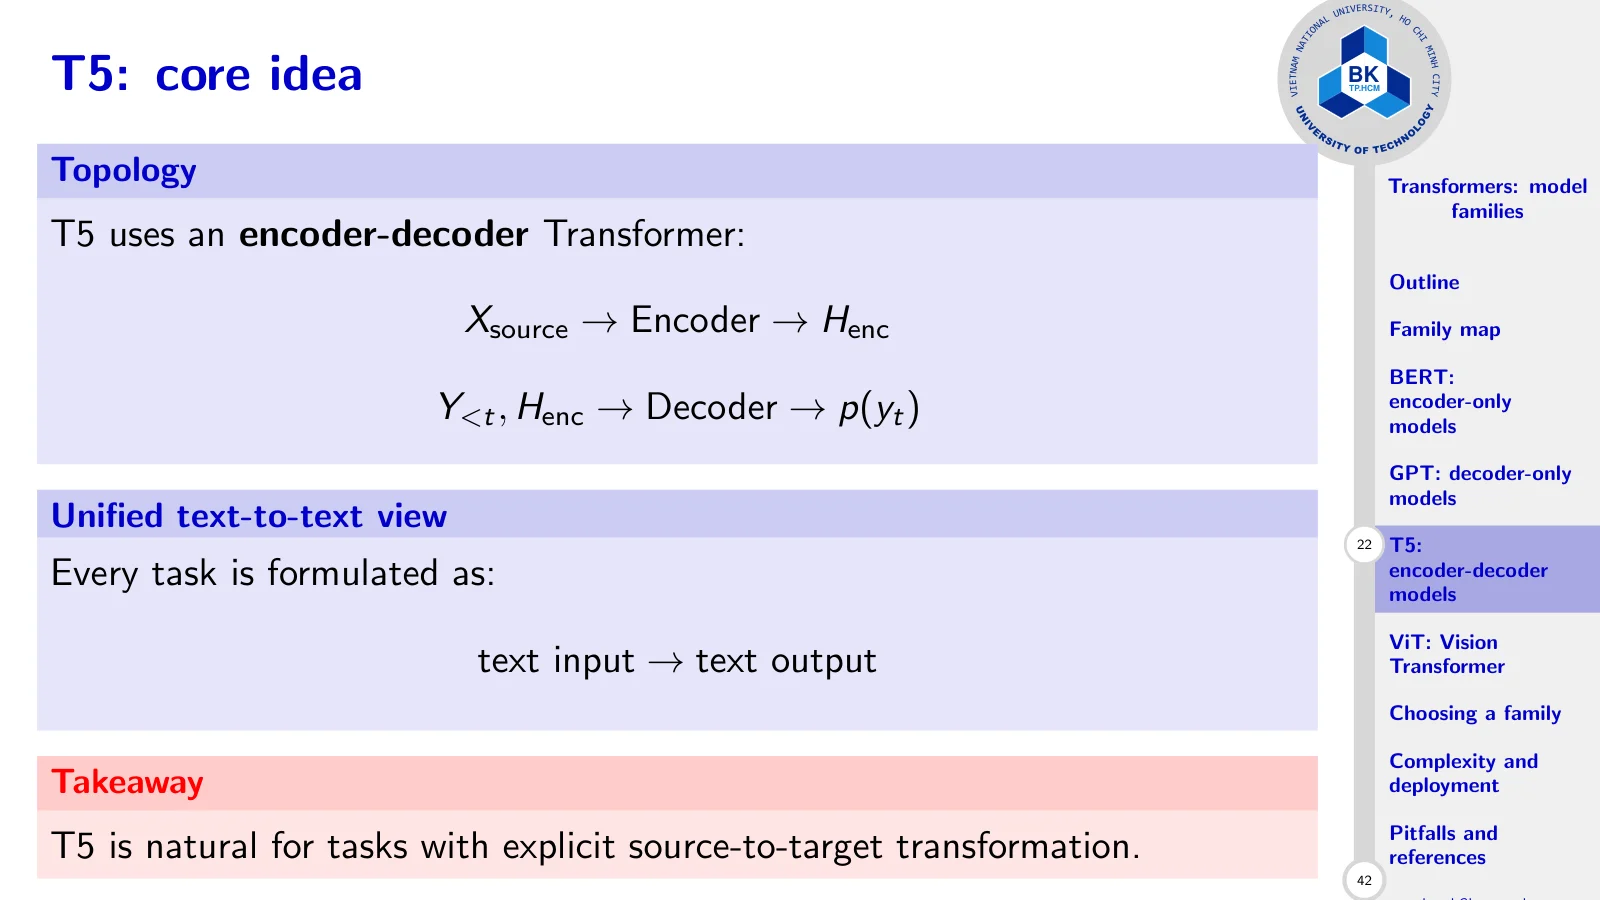 T5: core idea
Topology
T5 uses an encoder-decoder Transformer:
X_source → Encoder → H_enc
Y_{<t}, H_enc → Decoder → p(y_t)
Unified text-to-text view
Every task is formulated as:
text input → text output
Takeaway
T5 is natural for tasks with explicit source-to-target transformation.
VIETNAM NATIONAL UNIVERSITY, HO CHI MINH CITY
BK
TP.HCM
UNIVERSITY OF TECHNOLOGY
Transformers: model
families
Outline
Family map
BERT:
encoder-only
models
GPT: decoder-only
models
22
T5:
encoder-decoder
models
ViT: Vision
Transformer
Choosing a family
Complexity and
deployment
Pitfalls and
references
42